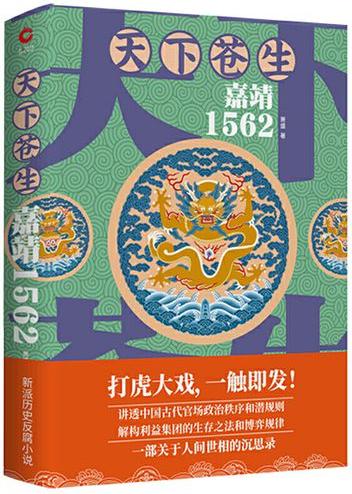 天下苍生
嘉靖
1562
著
打虎大戏,一触即发!
讲透中国古代官场政治秩序和潜规则
解构利益集团的生存之法和博弈规律
一部关于人间世相的沉思录
天下苍生
嘉靖1562
新派历史反腐小说